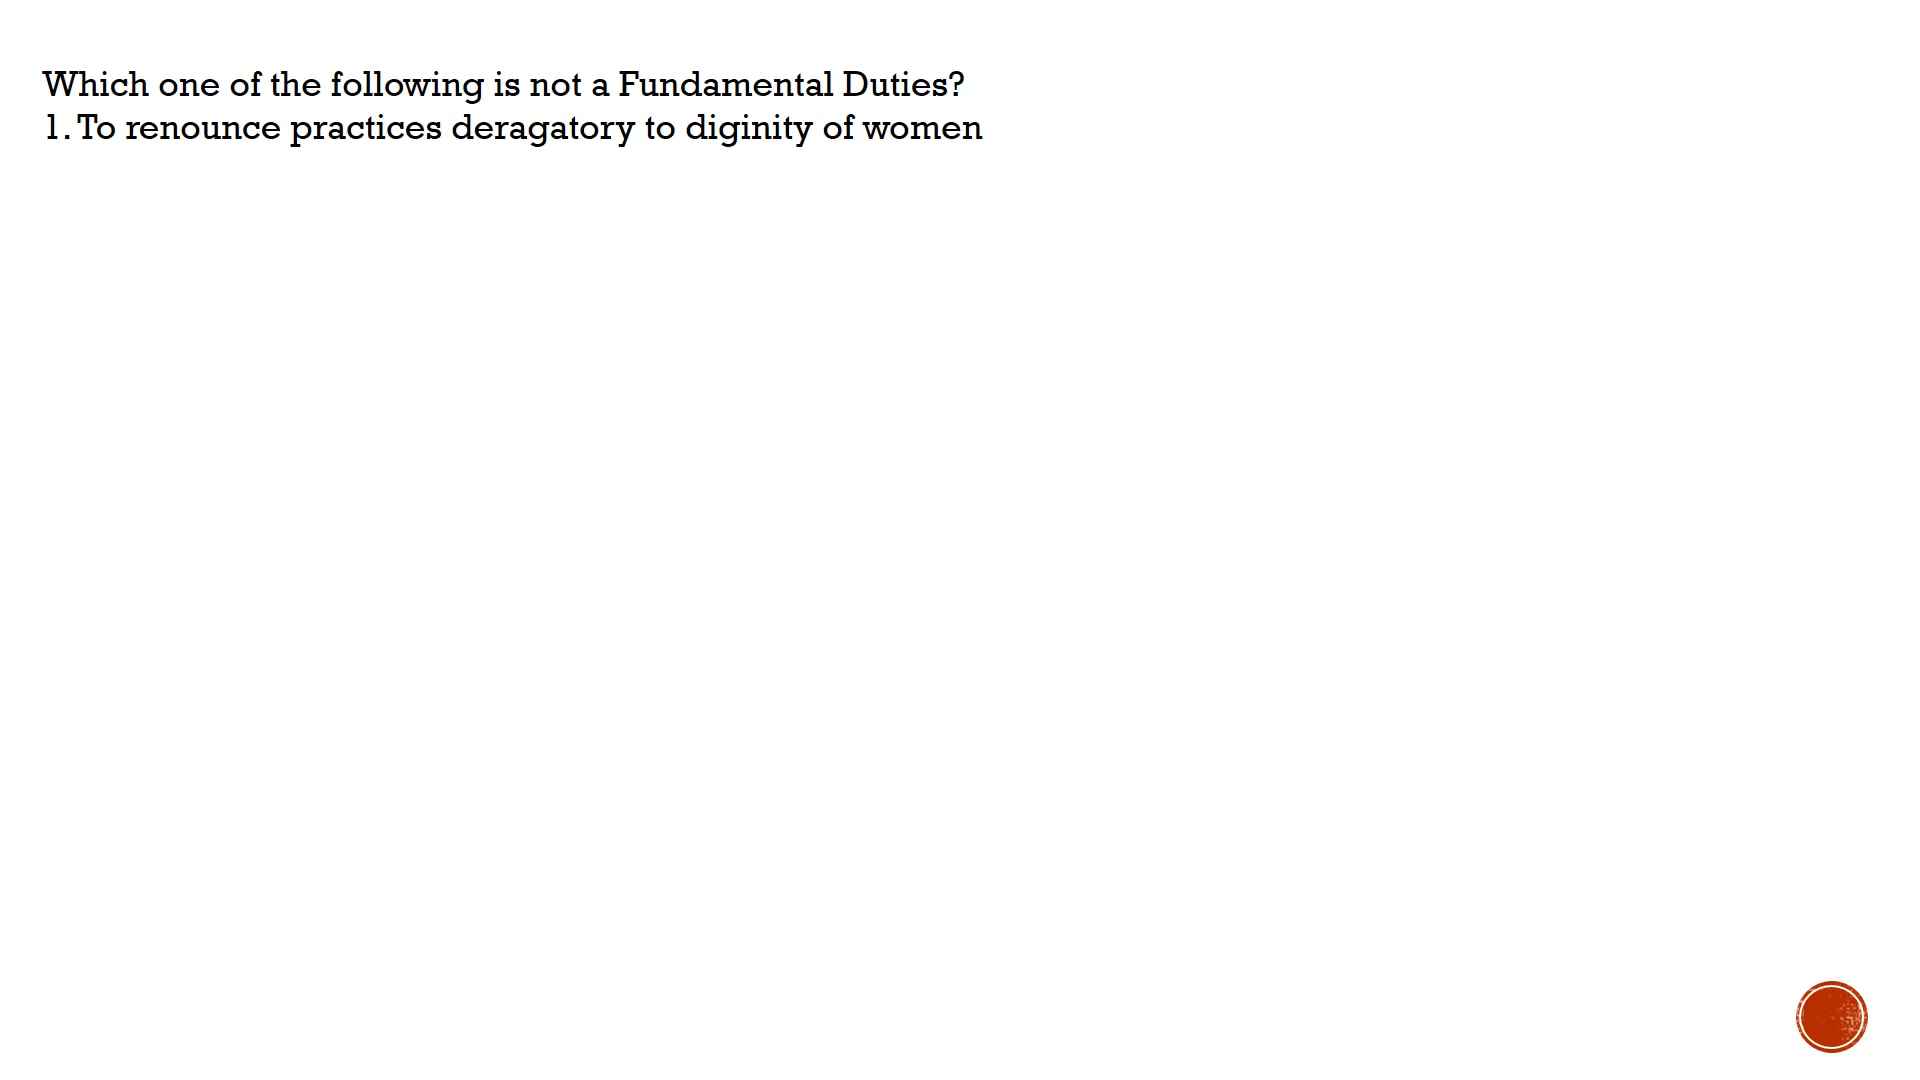 Which one of the following is not a Fundamental Duties?
1. To renounce practices deragatory to diginity of women